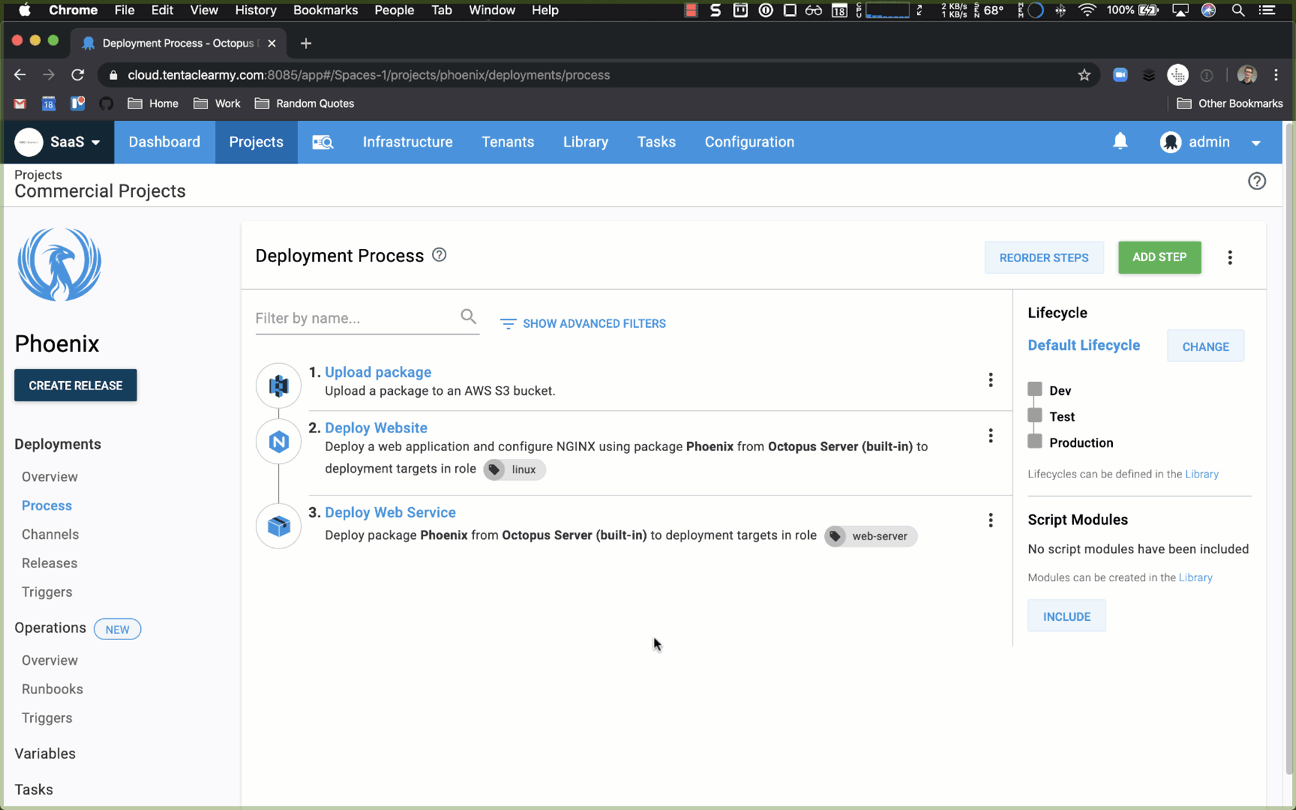 Chrome File Edit View History Bookmarks People Tab Window Help 18 2 KB/s 1 KB/s 68° 100%
Deployment Process - Octopus
cloud.tentaclearmy.com:8085/app#/Spaces-1/projects/phoenix/deployments/process
18 Home Work Random Quotes Other Bookmarks
SaaS Dashboard Projects Infrastructure Tenants Library Tasks Configuration admin
Projects
Commercial Projects
Phoenix
CREATE RELEASE
Deployments
Overview
Process
Channels
Releases
Triggers
Operations NEW
Overview
Runbooks
Triggers
Variables
Tasks
Deployment Process
REORDER STEPS ADD STEP
Filter by name... SHOW ADVANCED FILTERS
1. Upload package
Upload a package to an AWS S3 bucket.
2. Deploy Website
Deploy a web application and configure NGINX using package Phoenix from Octopus Server (built-in) to
deployment targets in role linux
3. Deploy Web Service
Deploy package Phoenix from Octopus Server (built-in) to deployment targets in role web-server
Lifecycle
Default Lifecycle CHANGE
Dev
Test
Production
Lifecycles can be defined in the Library
Script Modules
No script modules have been included
Modules can be created in the Library
INCLUDE